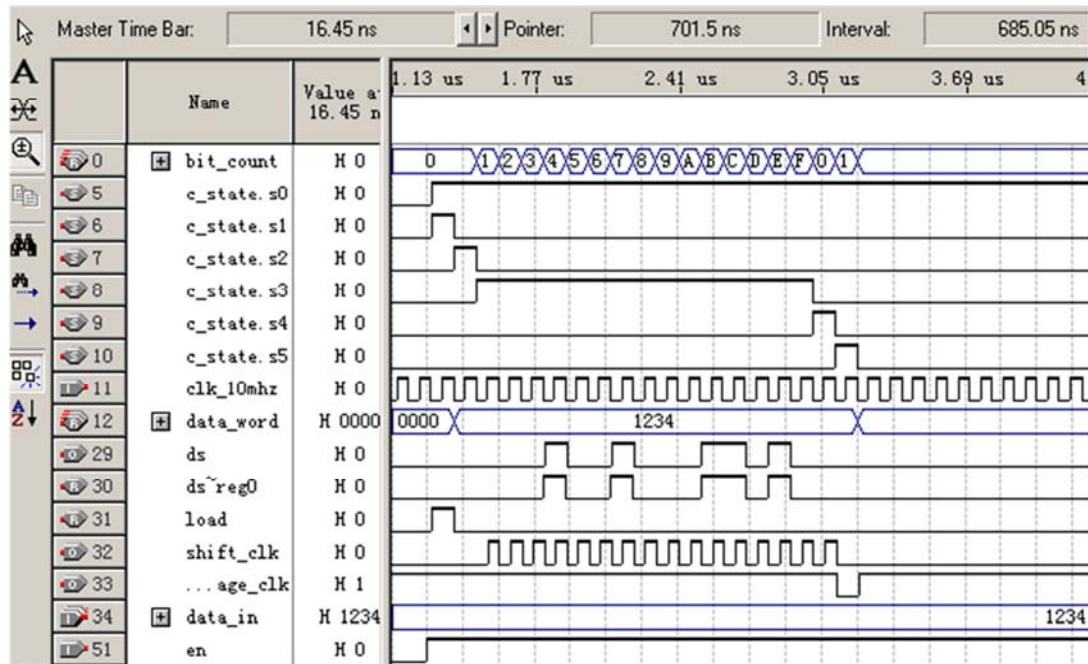 Master Time Bar: 16.45 ns Pointer: 701.5 ns Interval: 685.05 ns
A
Name
Value a
16.45 n
1.13 us 1.77 us 2.41 us 3.05 us 3.69 us 4
0 bit_count H 0 0 1 2 3 4 5 6 7 8 9 A B C D E F 0 1
5 c_state.s0 H 0
6 c_state.s1 H 0
7 c_state.s2 H 0
8 c_state.s3 H 0
9 c_state.s4 H 0
10 c_state.s5 H 0
11 clk_10mhz H 0
12 data_word H 0000 0000 1234
29 ds H 0
30 ds~reg0 H 0
31 load H 0
32 shift_clk H 0
33 ...age_clk H 1
34 data_in H 1234 1234
51 en H 0
A
Z